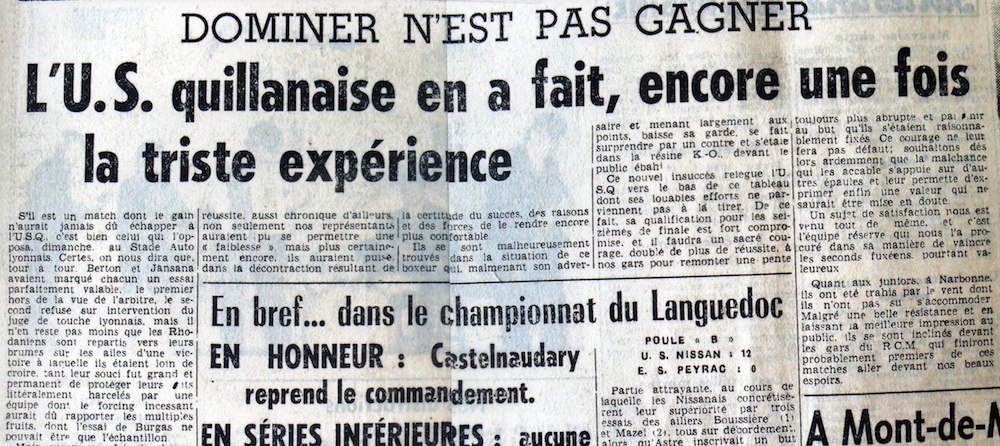 DOMINER N'EST PAS GAGNER
L'U.S. quillanaise en a fait, encore une fois
la triste expérience
S'il est un match dont le gain
n'aurait jamais dû échapper à
l'U.S.Q. c'est bien celui qui l'op-
posa dimanche, au Stade Auto
lyonnais. Certes, on nous dira que,
tour à tour, Berton et Jansana
avaient marqué chacun un essai
parfaitement valable, le premier
hors de la vue de l'arbitre, le se-
cond refusé sur intervention du
juge de touche lyonnais, mais il
n'en reste pas moins que les Rho-
daniens sont repartis vers leurs
brumes sur les ailes d'une vic-
toire à laquelle ils étaient loin de
croire, tant leur souci fut grand et
permanent de protéger leurs
littéralement harcelés par une
équipe dont le forcing incessant
aurait dû rapporter les multiples
fruits, dont l'essai de Burgas ne
pouvait être que l'échantillon
réussite, aussi chronique d'ailleurs,
non seulement nos représentants
auraient pu se permettre une
« faiblesse » mais plus certaine-
ment encore, ils auraient puisé,
dans la décontraction résultant de
la certitude du succès, des raisons
et des forces de le rendre encore
plus confortable.
Ils se sont malheureusement
trouvés dans la situation de ce
boxeur qui, malmenant son adver-
saire et menant largement aux
points, baisse sa garde, se fait
surprendre par un contre et s'étale
dans la résine K.-O., devant le
public ébahi
Ce nouvel insuccès relègue l'U.
S.Q vers le bas de ce tableau
dont ses louables efforts ne par-
viennent pas à la tirer. De ce
fait, sa qualification pour les sei-
zièmes de finale est fort compro-
mise, et il faudra un sacré cou-
rage, doublé de plus de réussite, à
nos gars pour remonter une pente
toujours plus abrupte et
au but qu'ils s'étaient raisonna-
blement fixés Ce courage ne leur
fera pas défaut; souhaitons dès
lors ardemment que la malchance
qui les accable s'appuie sur d'au-
tres épaules et leur permette d'ex-
primer enfin une valeur qui ne
saurait être mise en doute.
Un sujet de satisfaction nous est
venu tout de même, et c'est
l'équipe réserve qui nous l'a pro-
curé dans sa manière de vaincre
les seconds fuxéens, pourtant va-
leureux
Quant aux juniors, à Narbonne,
ils ont été trahis par le vent dont
ils n'ont pas su s'accommoder
Malgré une belle résistance et en
laissant la meilleure impression au
public, ils se sont inclinés devant
les gars du R.C.M. qui finiront
probablement premiers de ces
matches aller devant nos beaux
espoirs.
En bref... dans le championnat du Languedoc
EN HONNEUR : Castelnaudary
reprend le commandement.
EN SÉRIES INFÉRIEURES : aucune
POULE « B »
U. S. NISSAN : 12
E. S. PEYRAC : 0
Partie attrayante, au cours de
laquelle les Nissanais concrétisè-
rent leur supériorité par trois
essais des ailiers Boussière (1)
et Mazel (2), tous sur débordement,
alors qu'Astre inscrivait un but
A Mont-de-M